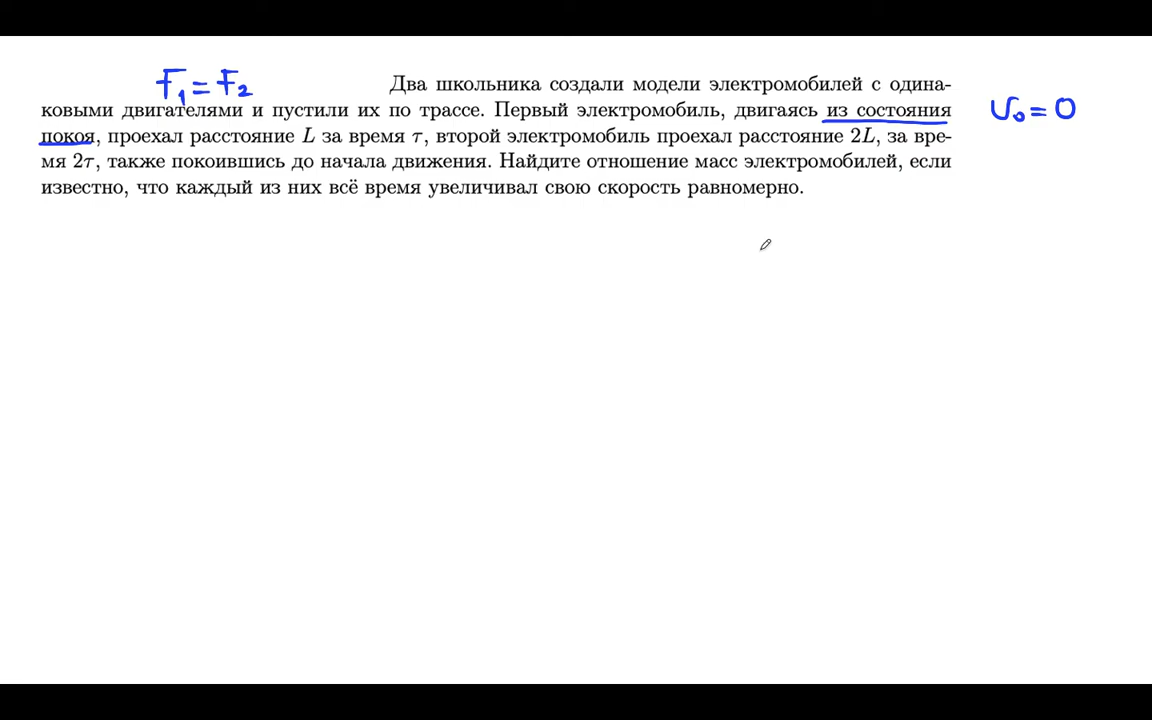 F₁ = F₂ Два школьника создали модели электромобилей с одина-
ковыми двигателями и пустили их по трассе. Первый электромобиль, двигаясь из состояния υ₀ = 0
покоя, проехал расстояние L за время τ, второй электромобиль проехал расстояние 2L, за вре-
мя 2τ, также покоившись до начала движения. Найдите отношение масс электромобилей, если
известно, что каждый из них всё время увеличивал свою скорость равномерно.